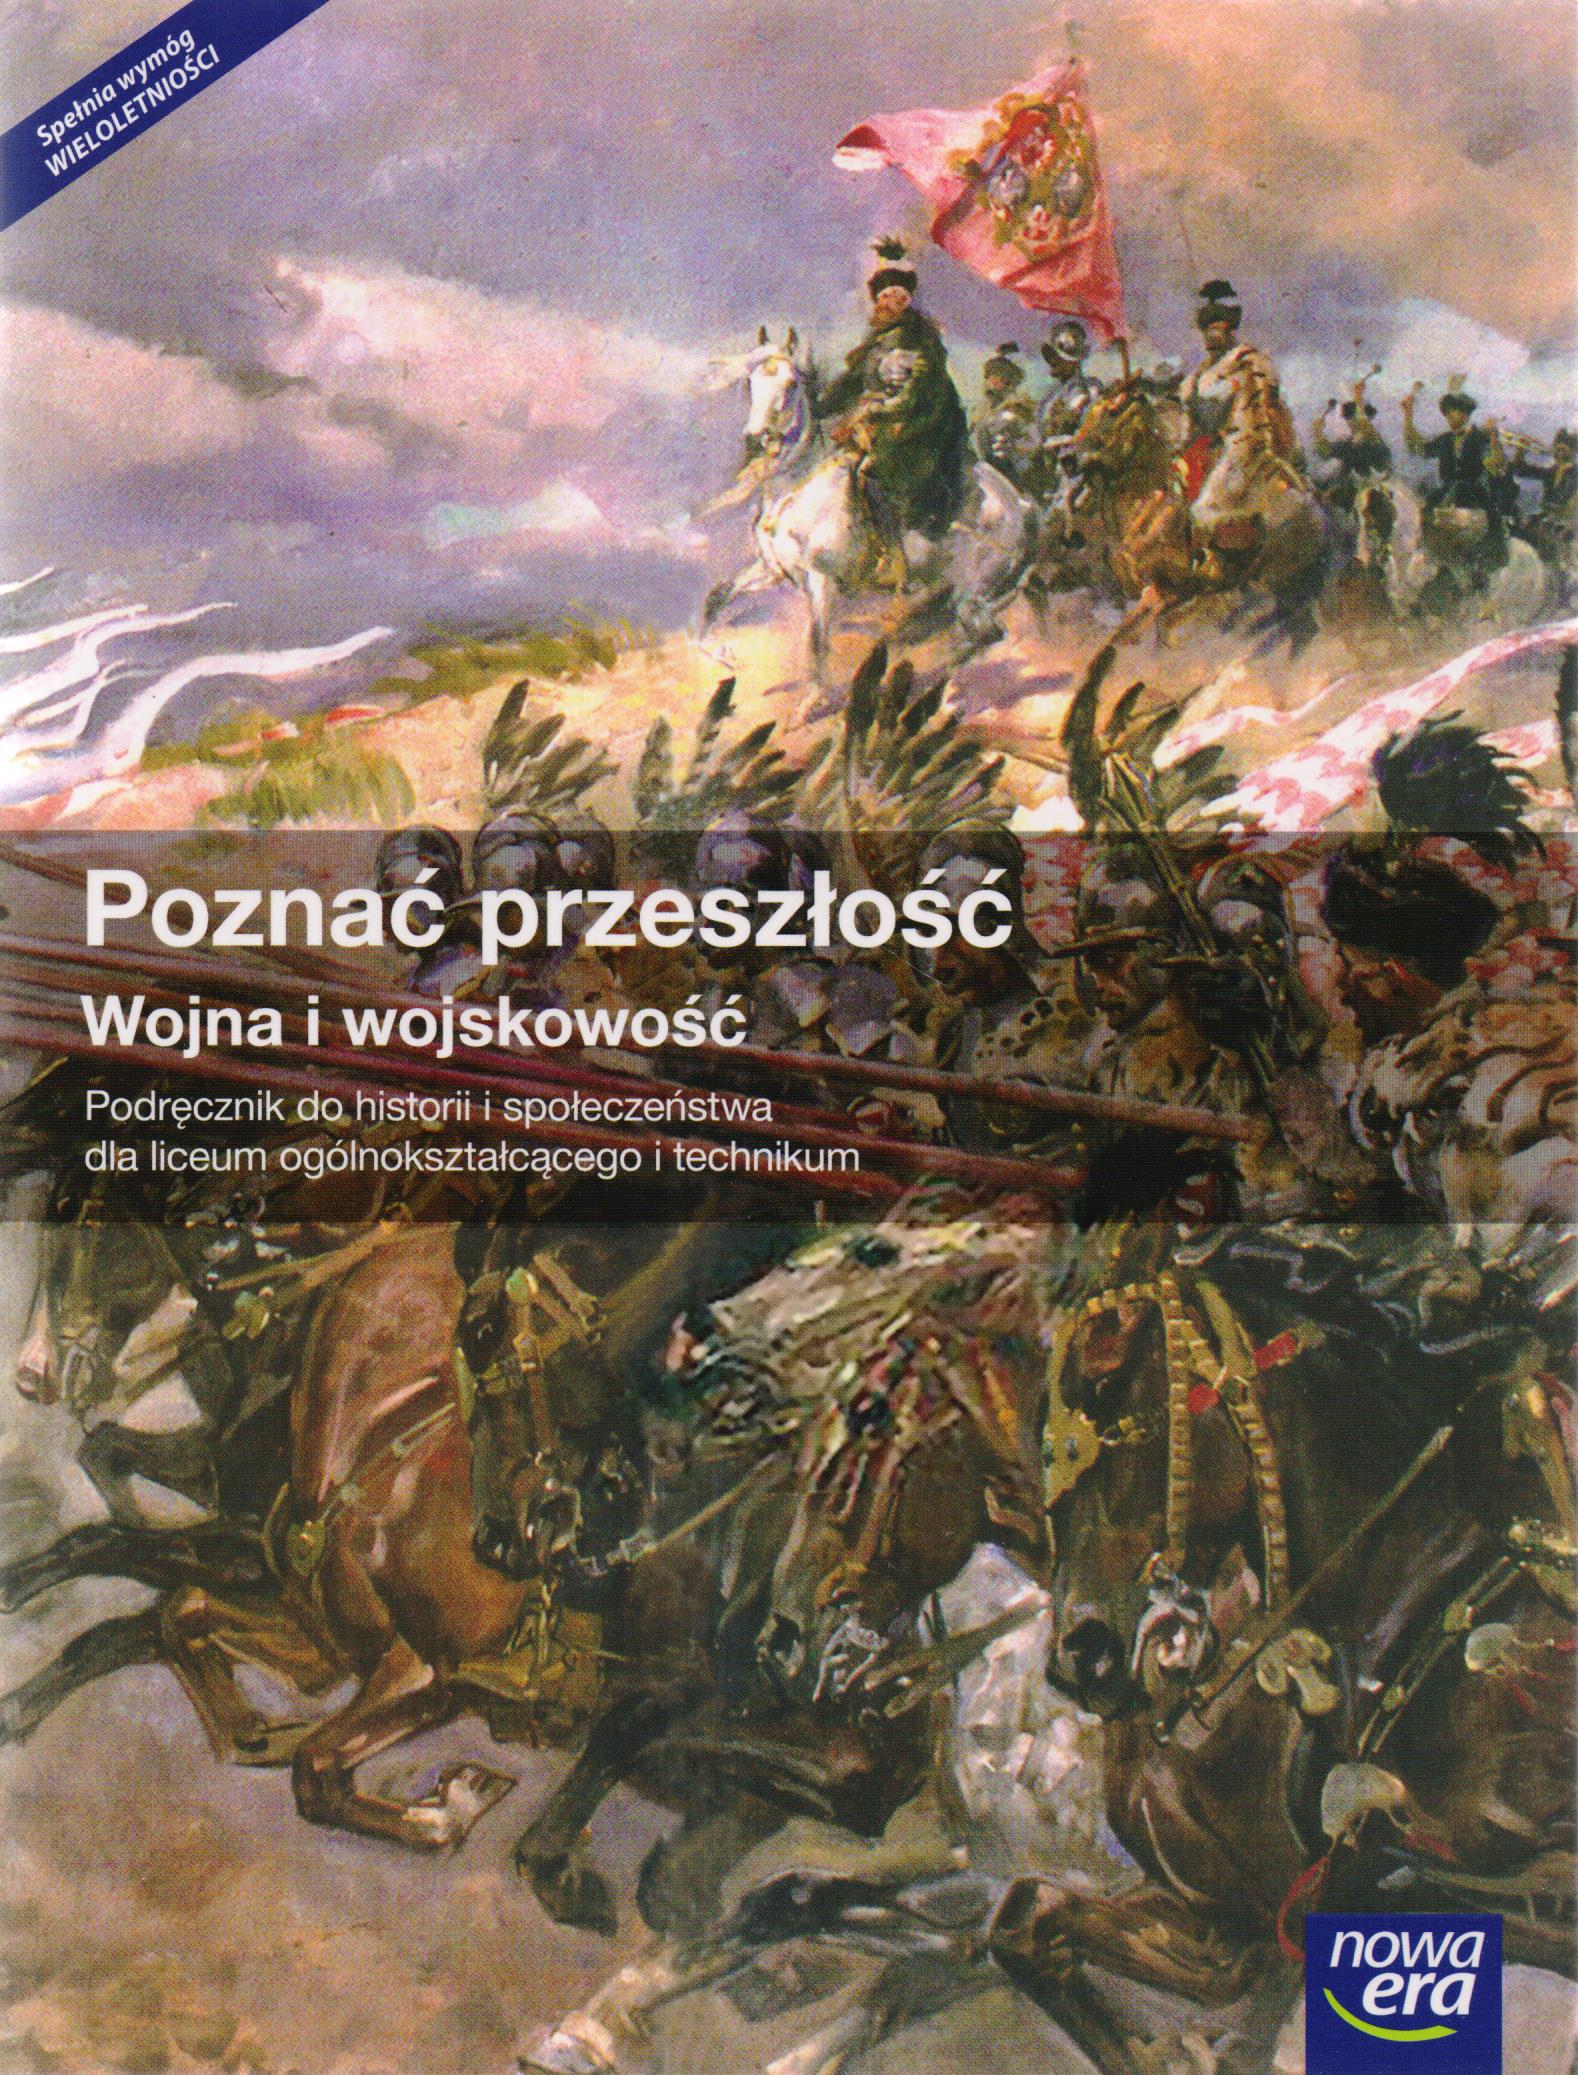 Spełnia wymóg
WIELOLETNIOŚCI
Poznać przeszłość
Wojna i wojskowość
Podręcznik do historii i społeczeństwa
dla liceum ogólnokształcącego i technikum
nowa
era